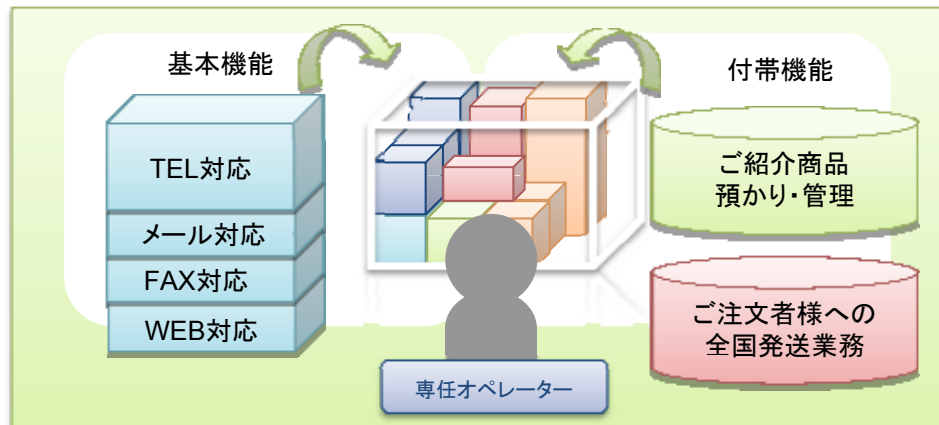 基本機能
TEL対応
メール対応
FAX対応
WEB対応
付帯機能
ご紹介商品
預かり・管理
ご注文者様への
全国発送業務
専任オペレーター